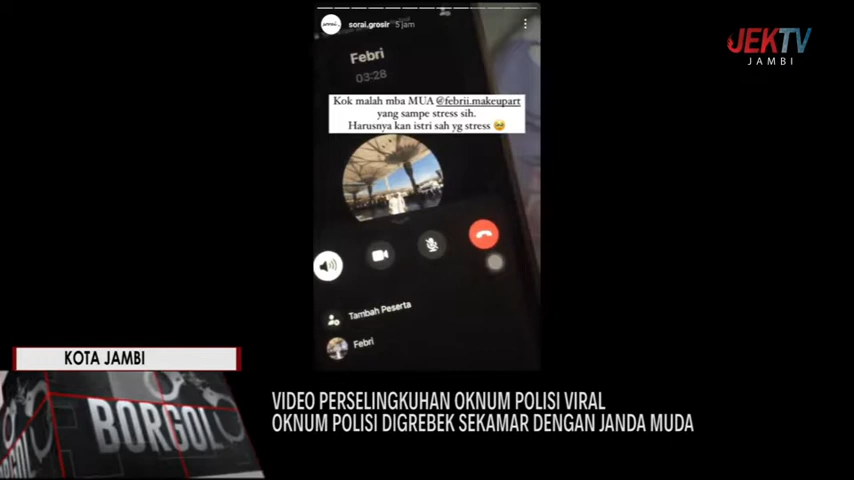 sorai.grosir 5 jam
JEKTV
JAMBI
Febri
03:28
Kok malah mba MUA @febrii.makeupart
yang sampe stress sih.
Harusnya kan istri sah yg stress 🥹
Tambah Peserta
Febri
KOTA JAMBI
BORGOL
BORGOL
VIDEO PERSELINGKUHAN OKNUM POLISI VIRAL
OKNUM POLISI DIGREBEK SEKAMAR DENGAN JANDA MUDA